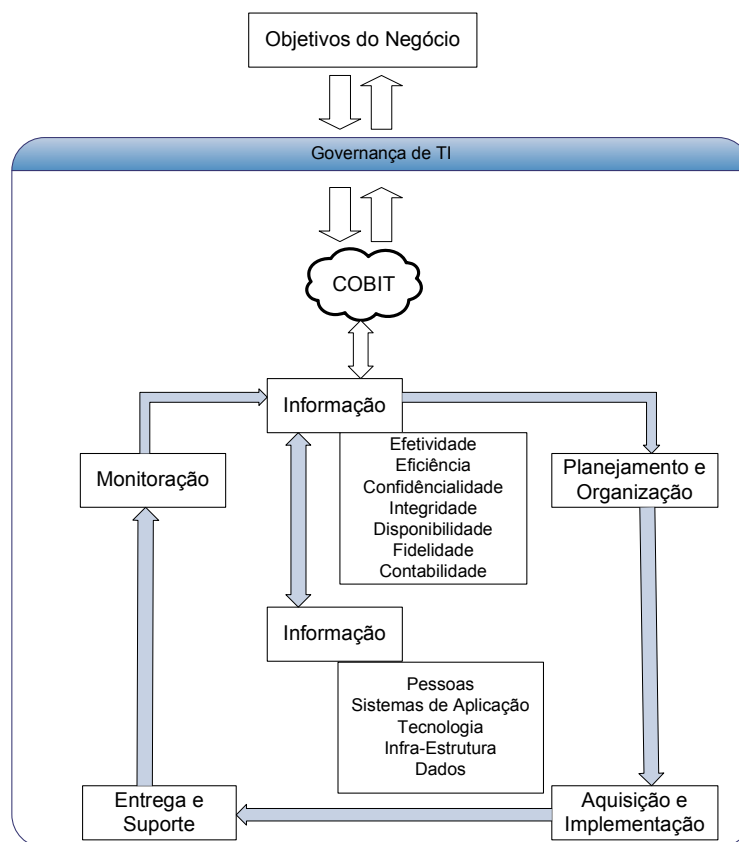 Objetivos do Negócio
Governança de TI
COBIT
Informação
Efetividade
Eficiência
Confidêncialidade
Integridade
Disponibilidade
Fidelidade
Contabilidade
Monitoração
Planejamento e
Organização
Informação
Pessoas
Sistemas de Aplicação
Tecnologia
Infra-Estrutura
Dados
Entrega e
Suporte
Aquisição e
Implementação